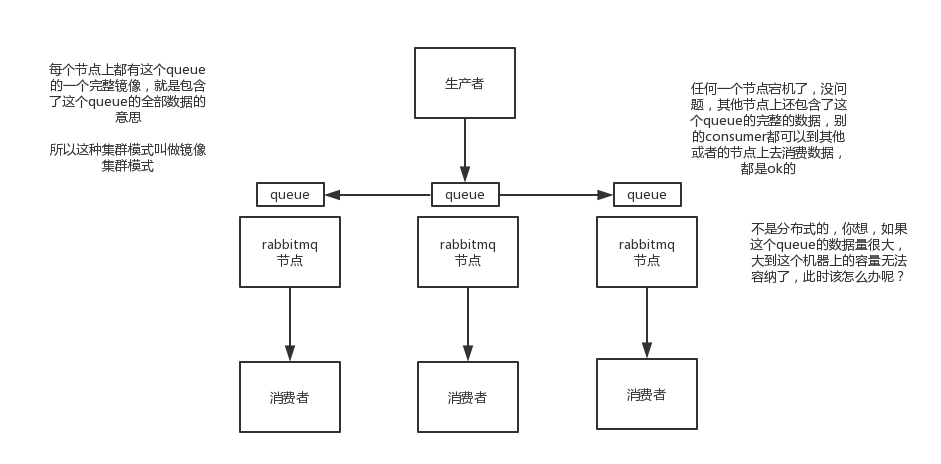 每个节点上都有这个queue
的一个完整镜像，就是包含
了这个queue的全部数据的
意思
所以这种集群模式叫做镜像
集群模式
生产者
任何一个节点宕机了，没问
题，其他节点上还包含了这
个queue的完整的数据，别
的consumer都可以到其他
或者的节点上去消费数据，
都是ok的
queue
queue
queue
rabbitmq
节点
rabbitmq
节点
rabbitmq
节点
不是分布式的，你想，如果
这个queue的数据量很大，
大到这个机器上的容量无法
容纳了，此时该怎么办呢？
消费者
消费者
消费者